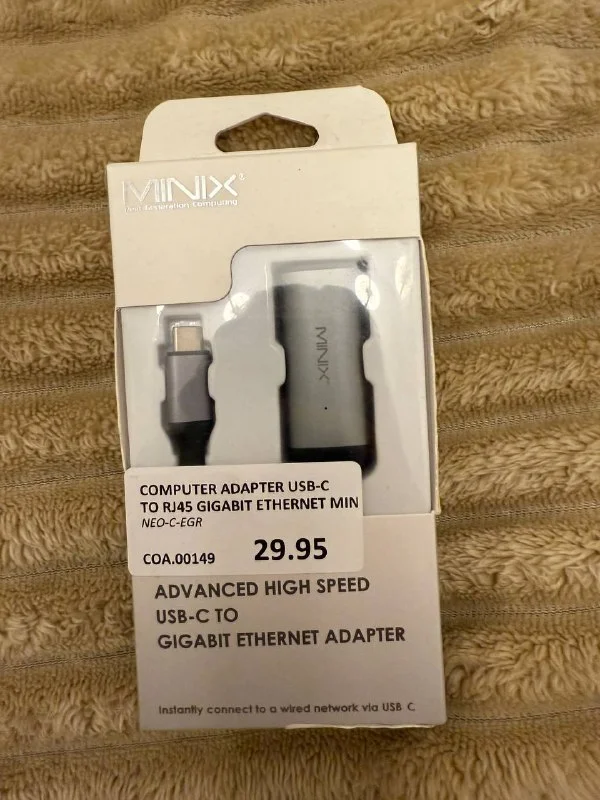 MINIX®
Next Generation Computing
MINIX
COMPUTER ADAPTER USB-C
TO RJ45 GIGABIT ETHERNET MIN
NEO-C-EGR
COA.00149 29.95
ADVANCED HIGH SPEED
USB-C TO
GIGABIT ETHERNET ADAPTER
Instantly connect to a wired network via USB C.